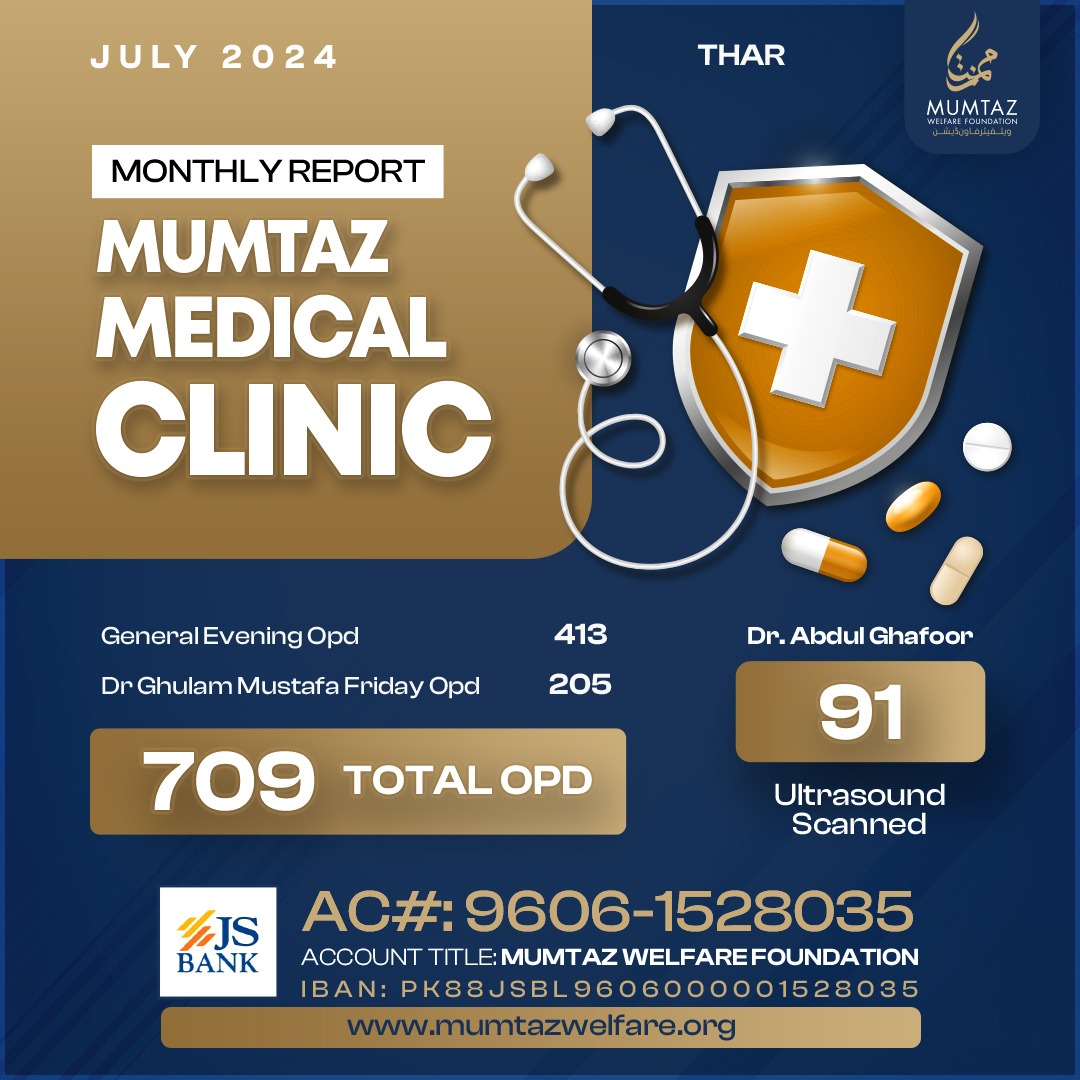 JULY 2024
THAR
MUMTAZ
WELFARE FOUNDATION
ویلفیئر فاونڈیشن
MONTHLY REPORT
MUMTAZ
MEDICAL
CLINIC
General Evening Opd 413
Dr Ghulam Mustafa Friday Opd 205
709 TOTAL OPD
Dr. Abdul Ghafoor
91
Ultrasound
Scanned
JS
BANK
AC#: 9606-1528035
ACCOUNT TITLE: MUMTAZ WELFARE FOUNDATION
IBAN: PK88JSBL9606000001528035
www.mumtazwelfare.org